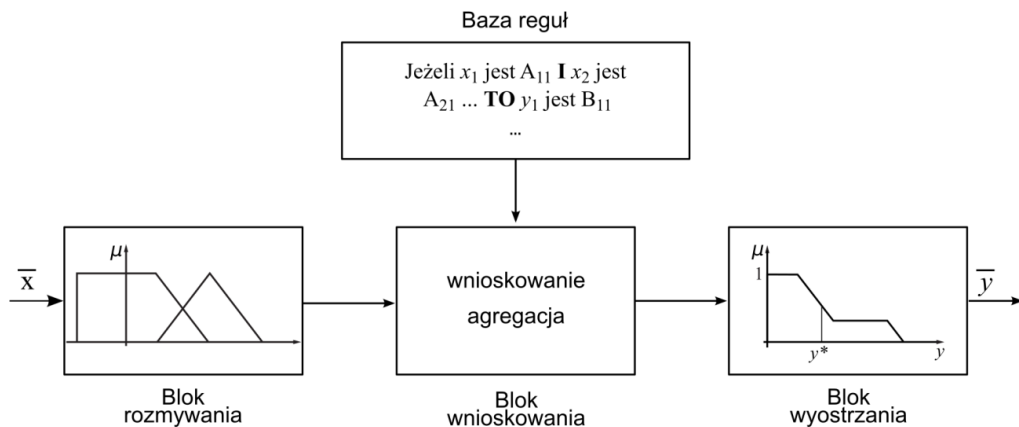 Baza reguł
Jeżeli x₁ jest A₁₁ I x₂ jest
A₂₁ ... TO y₁ jest B₁₁
...
x̅
μ
Blok
rozmywania
wnioskowanie
agregacja
Blok
wnioskowania
μ
1
y*
y
y̅
Blok
wyostrzania